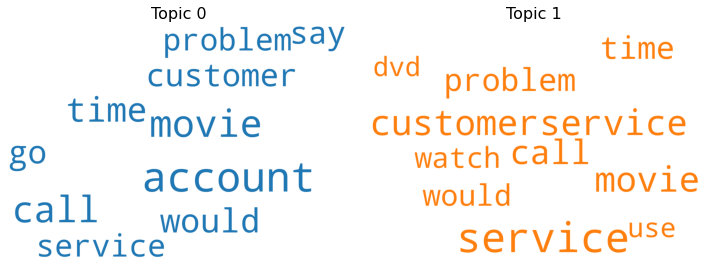 Topic 0
problem say
customer
time
movie
go
account
call
would
service
Topic 1
time
dvd
problem
customerservice
call
watch
movie
would
use
service